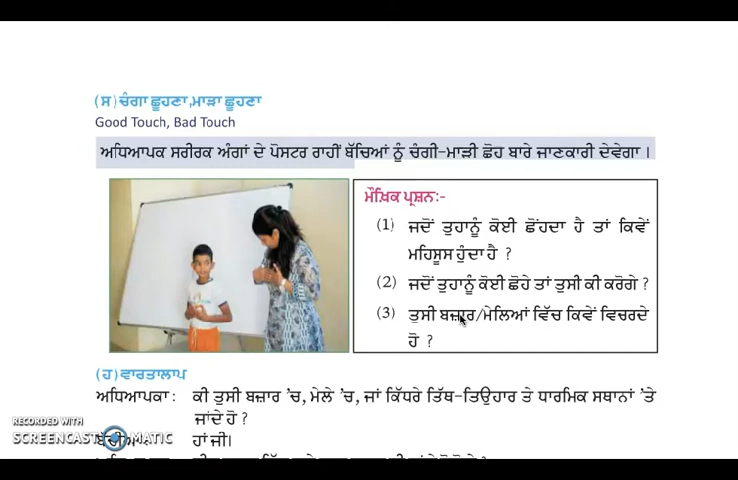 (ਸ) ਚੰਗਾ ਛੂਹਣਾ, ਮਾੜਾ ਛੂਹਣਾ
Good Touch, Bad Touch
ਅਧਿਆਪਕ ਸਰੀਰਕ ਅੰਗਾਂ ਦੇ ਪੋਸਟਰ ਰਾਹੀਂ ਬੱਚਿਆਂ ਨੂੰ ਚੰਗੀ-ਮਾੜੀ ਛੋਹ ਬਾਰੇ ਜਾਣਕਾਰੀ ਦੇਵੇਗਾ ।
ਮੌਖਿਕ ਪ੍ਰਸ਼ਨ:-
(1) ਜਦੋਂ ਤੁਹਾਨੂੰ ਕੋਈ ਛੋਂਹਦਾ ਹੈ ਤਾਂ ਕਿਵੇਂ
ਮਹਿਸੂਸ ਹੁੰਦਾ ਹੈ ?
(2) ਜਦੋਂ ਤੁਹਾਨੂੰ ਕੋਈ ਛੋਹੇ ਤਾਂ ਤੁਸੀ ਕੀ ਕਰੋਗੇ ?
(3) ਤੁਸੀ ਬਜ਼ਾਰ/ਮੇਲਿਆਂ ਵਿੱਚ ਕਿਵੇਂ ਵਿਚਰਦੇ
ਹੋ ?
(ਹ) ਵਾਰਤਾਲਾਪ
ਅਧਿਆਪਕਾ : ਕੀ ਤੁਸੀ ਬਜ਼ਾਰ 'ਚ, ਮੇਲੇ 'ਚ, ਜਾਂ ਕਿੱਧਰੇ ਤਿੱਥ-ਤਿਉਹਾਰ ਤੇ ਧਾਰਮਿਕ ਸਥਾਨਾਂ 'ਤੇ
ਜਾਂਦੇ ਹੋ ?
ਹਾਂ ਜੀ।
RECORDED WITH
SCREENCAST MATIC